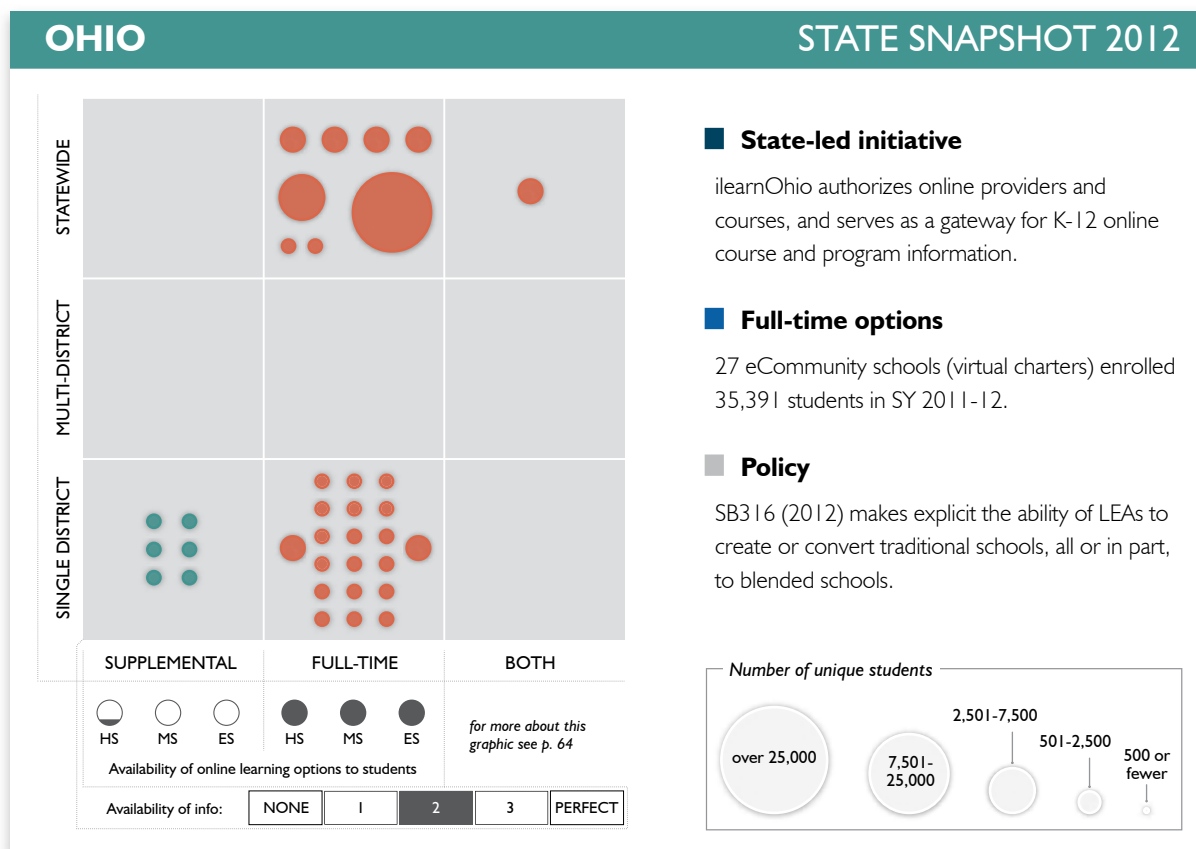 OHIO
STATE SNAPSHOT 2012
STATEWIDE
MULTI-DISTRICT
SINGLE DISTRICT
SUPPLEMENTAL
FULL-TIME
BOTH
HS
MS
ES
HS
MS
ES
for more about this
graphic see p. 64
Availability of online learning options to students
Availability of info:
NONE
1
2
3
PERFECT
State-led initiative
ilearnOhio authorizes online providers and
courses, and serves as a gateway for K-12 online
course and program information.
Full-time options
27 eCommunity schools (virtual charters) enrolled
35,391 students in SY 2011-12.
Policy
SB316 (2012) makes explicit the ability of LEAs to
create or convert traditional schools, all or in part,
to blended schools.
Number of unique students
over 25,000
7,501-
25,000
2,501-7,500
501-2,500
500 or
fewer